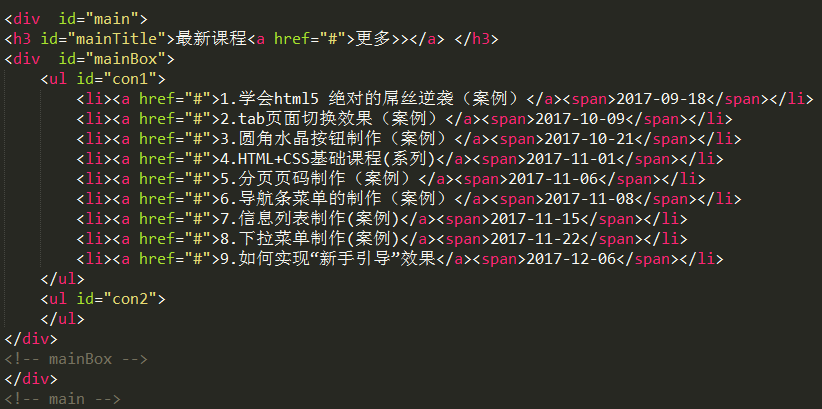 <div  id="main">
<h3 id="mainTitle">最新课程<a href="#">更多>></a> </h3>
<div  id="mainBox">
    <ul id="con1">
        <li><a href="#">1.学会html5 绝对的屌丝逆袭（案例）</a><span>2017-09-18</span></li>
        <li><a href="#">2.tab页面切换效果（案例）</a><span>2017-10-09</span></li>
        <li><a href="#">3.圆角水晶按钮制作（案例）</a><span>2017-10-21</span></li>
        <li><a href="#">4.HTML+CSS基础课程(系列)</a><span>2017-11-01</span></li>
        <li><a href="#">5.分页页码制作（案例）</a><span>2017-11-06</span></li>
        <li><a href="#">6.导航条菜单的制作（案例）</a><span>2017-11-08</span></li>
        <li><a href="#">7.信息列表制作(案例)</a><span>2017-11-15</span></li>
        <li><a href="#">8.下拉菜单制作(案例)</a><span>2017-11-22</span></li>
        <li><a href="#">9.如何实现“新手引导”效果</a><span>2017-12-06</span></li>
    </ul>
    <ul id="con2">
    </ul>
</div>
<!-- mainBox -->
</div>
<!-- main -->